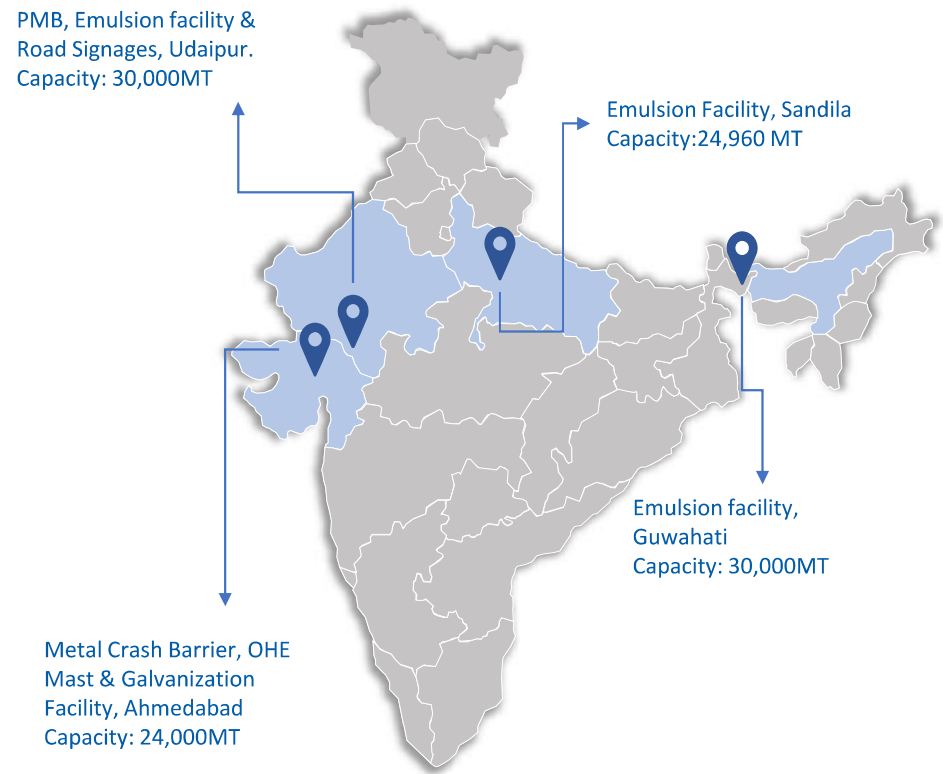 PMB, Emulsion facility &
Road Signages, Udaipur.
Capacity: 30,000MT
Emulsion Facility, Sandila
Capacity:24,960 MT
Emulsion facility,
Guwahati
Capacity: 30,000MT
Metal Crash Barrier, OHE
Mast & Galvanization
Facility, Ahmedabad
Capacity: 24,000MT